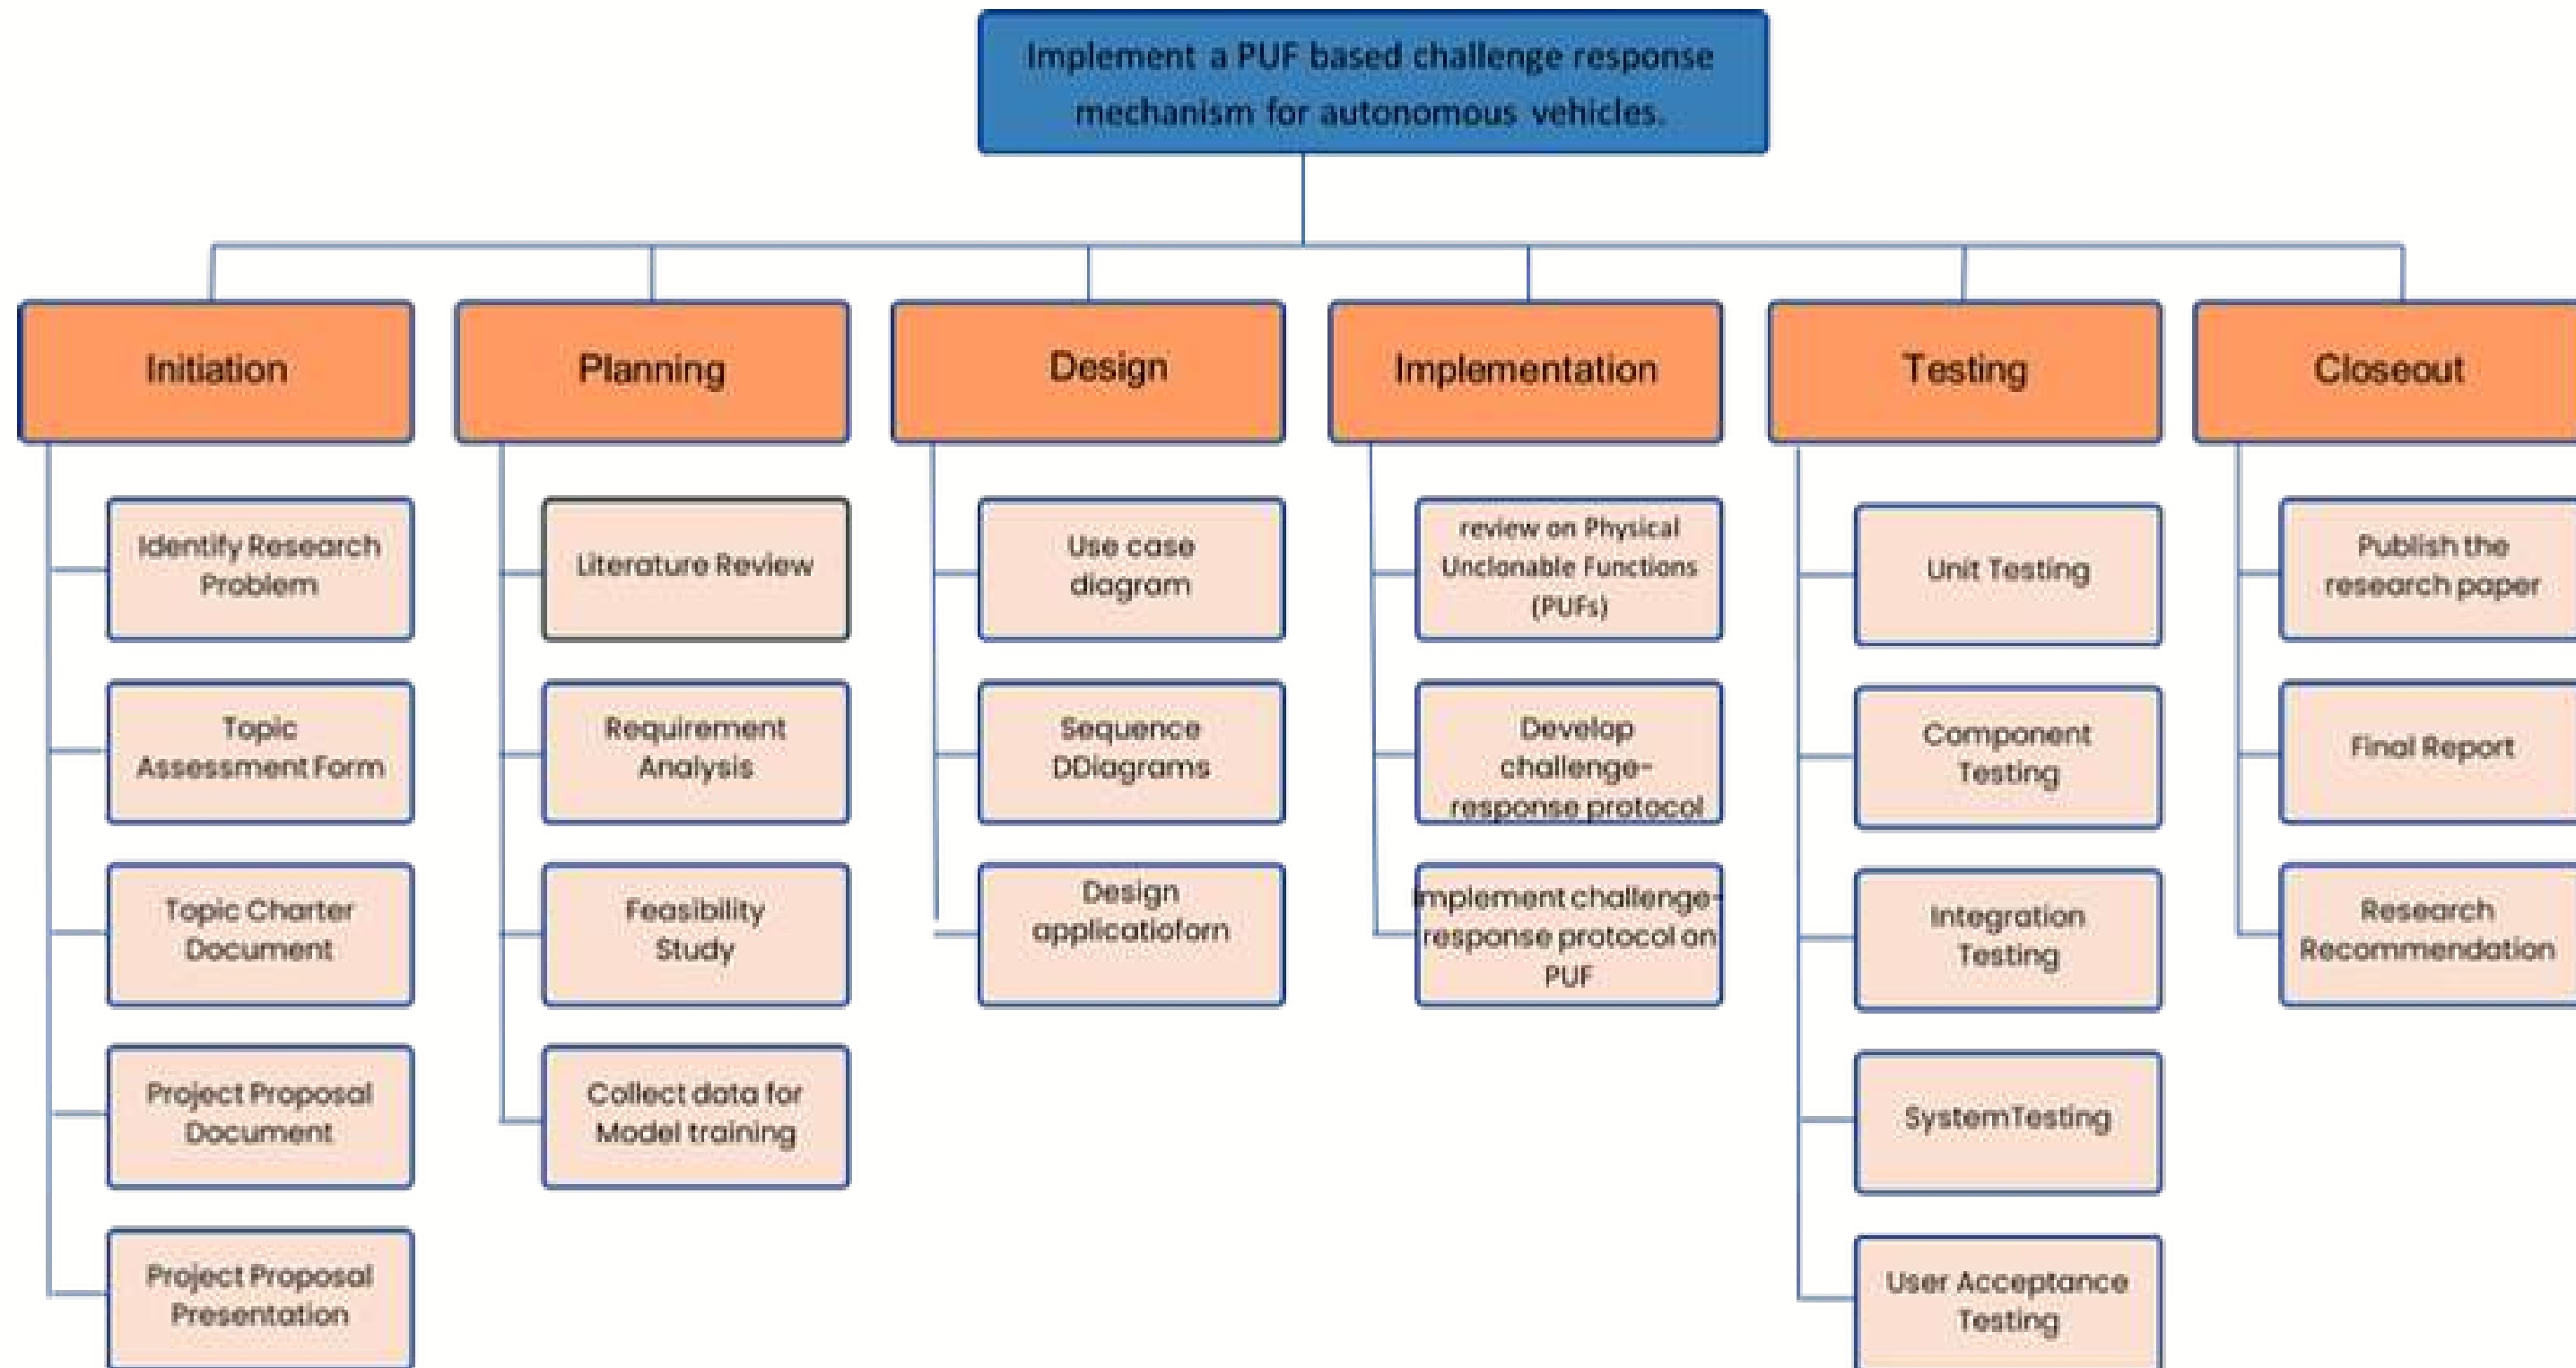 Implement a PUF based challenge response
mechanism for autonomous vehicles.
Initiation
Identify Research
Problem
Topic
Assessment Form
Topic Charter
Document
Project Proposal
Document
Project Proposal
Presentation
Planning
Literature Review
Requirement
Analysis
Feasibility
Study
Collect data for
Model training
Design
Use case
diagram
Sequence
DDiagrams
Design
applicatioforn
Implementation
review on Physical
Unclonable Functions
(PUFs)
Develop
challenge-
response protocol
Implement challenge-
response protocol on
PUF
Testing
Unit Testing
Component
Testing
Integration
Testing
SystemTesting
User Acceptance
Testing
Closeout
Publish the
research paper
Final Report
Research
Recommendation